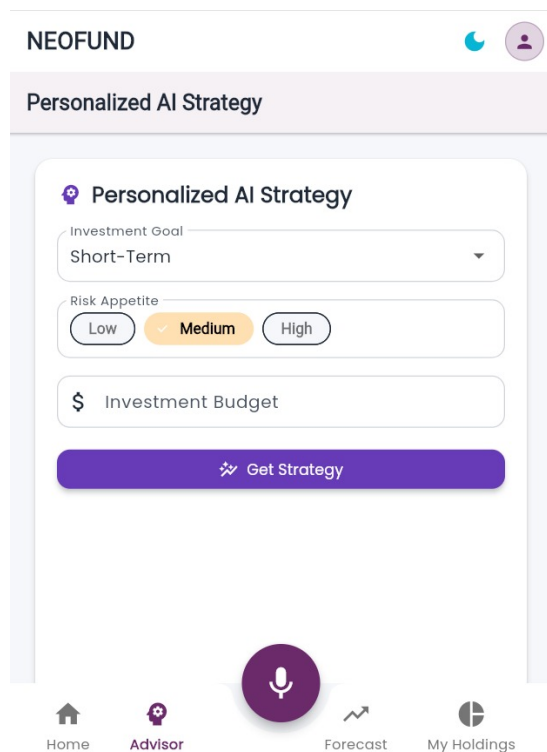 NEOFUND
Personalized AI Strategy
Personalized AI Strategy
Investment Goal
Short-Term
Risk Appetite
Low Medium High
$ Investment Budget
Get Strategy
Home Advisor Forecast My Holdings